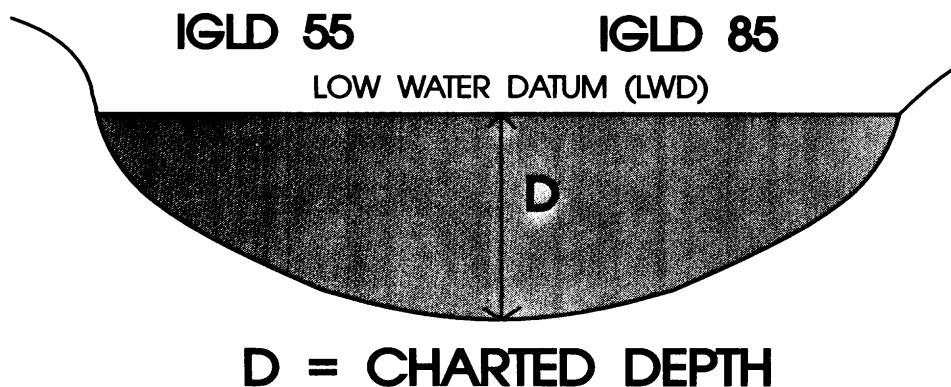 IGLD 55 IGLD 85
LOW WATER DATUM (LWD)
D
D = CHARTED DEPTH